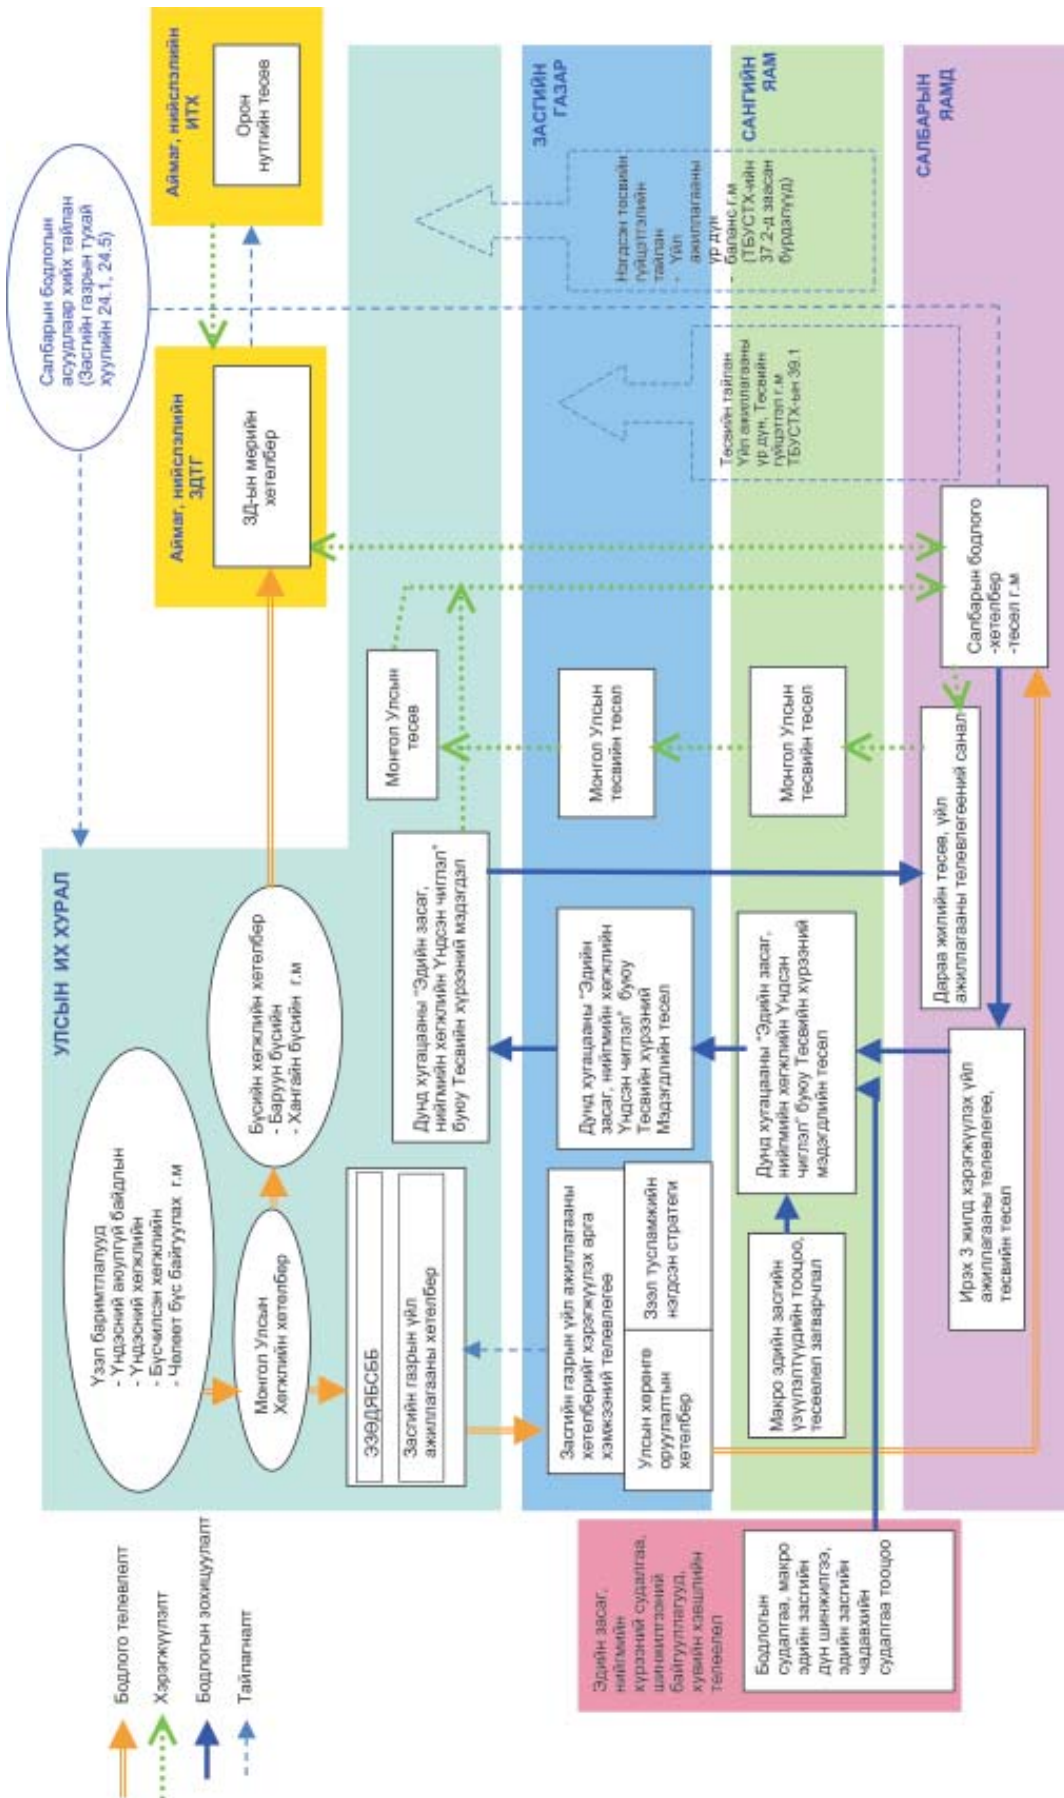 Бодлого төлөвлөлт
Хэрэгжүүлэлт
Бодлогын зохицуулалт
Тайлагналт
УЛСЫН ИХ ХУРАЛ
Үзэл баримтлалууд
- Үндэсний аюулгүй байдлын
- Үндэсний хөгжлийн
- Бүсчилсэн хөгжлийн
- Чөлөөт бүс байгуулах г.м
Монгол Улсын
Хөгжлийн хөтөлбөр
Бүсийн хөгжлийн хөтөлбөр
- Баруун бүсийн
- Хангайн бүсийн г.м
ЭЗӨДЯБСББ
Засгийн газрын үйл
ажиллагааны хөтөлбөр
Дунд хугацааны “Эдийн засаг,
нийгмийн хөгжлийн Үндсэн чиглэл”
буюу Төсвийн хүрээний мэдэгдэл
Монгол Улсын
төсөв
Салбарын бодлогын
асуудлаар хийх тайлан
(Засгийн газрын тухай
хуулийн 24.1, 24.5)
Аймаг, нийслэлийн
ЗДТГ
ЗД-ын мөрийн
хөтөлбөр
Аймаг, нийслэлийн
ИТХ
Орон
нутгийн төсөв
ЗАСГИЙН
ГАЗАР
Засгийн газрын үйл ажиллагааны
хөтөлбөрийг хэрэгжүүлэх арга
хэмжээний төлөвлөгөө
Улсын хөрөнгө
оруулалтын
хөтөлбөр
Зээл тусламжийн
нэгдсэн стратеги
Дунд хугацааны “Эдийн
засаг, нийгмийн хөгжлийн
Үндсэн чиглэл” буюу
Төсвийн хүрээний
Мэдэгдлийн төсөл
Монгол Улсын
төсвийн төсөл
Нэгдсэн төсвийн
гүйцэтгэлийн
тайлан
- Үйл
ажиллагааны
үр дүн
- баланс г.м
(ТБУСТХ-ийн
37.2-д заасан
бүрдлүүд)
САНГИЙН
ЯАМ
Макро эдийн засгийн
үзүүлэлтүүдийн тооцоо,
төсөөлөл загварчлал
Дунд хугацааны “Эдийн засаг,
нийгмийн хөгжлийн Үндсэн
чиглэл” буюу Төсвийн хүрээний
мэдэгдлийн төсөл
Монгол Улсын
төсвийн төсөл
Төсвийн тайлан
Үйл ажиллагааны
үр дүн, Төсвийн
гүйцэтгэл г.м
ТБУСТХ-ын 39.1
САЛБАРЫН
ЯАМД
Ирэх 3 жилд хэрэгжүүлэх үйл
ажиллагааны төлөвлөгөө,
төсвийн төсөл
Дараа жилийн төсөв, үйл
ажиллагааны төлөвлөгөөний санал
Салбарын бодлого
-хөтөлбөр
-төсөл г.м
Эдийн засаг,
нийгмийн
хүрээний судалгаа,
шинжилгээний
байгууллагууд,
хувийн хэвшлийн
төлөөлөл
Бодлогын
судалгаа, макро
эдийн засгийн
дүн шинжилгээ,
эдийн засгийн
чадавхийн
судалгаа тооцоо